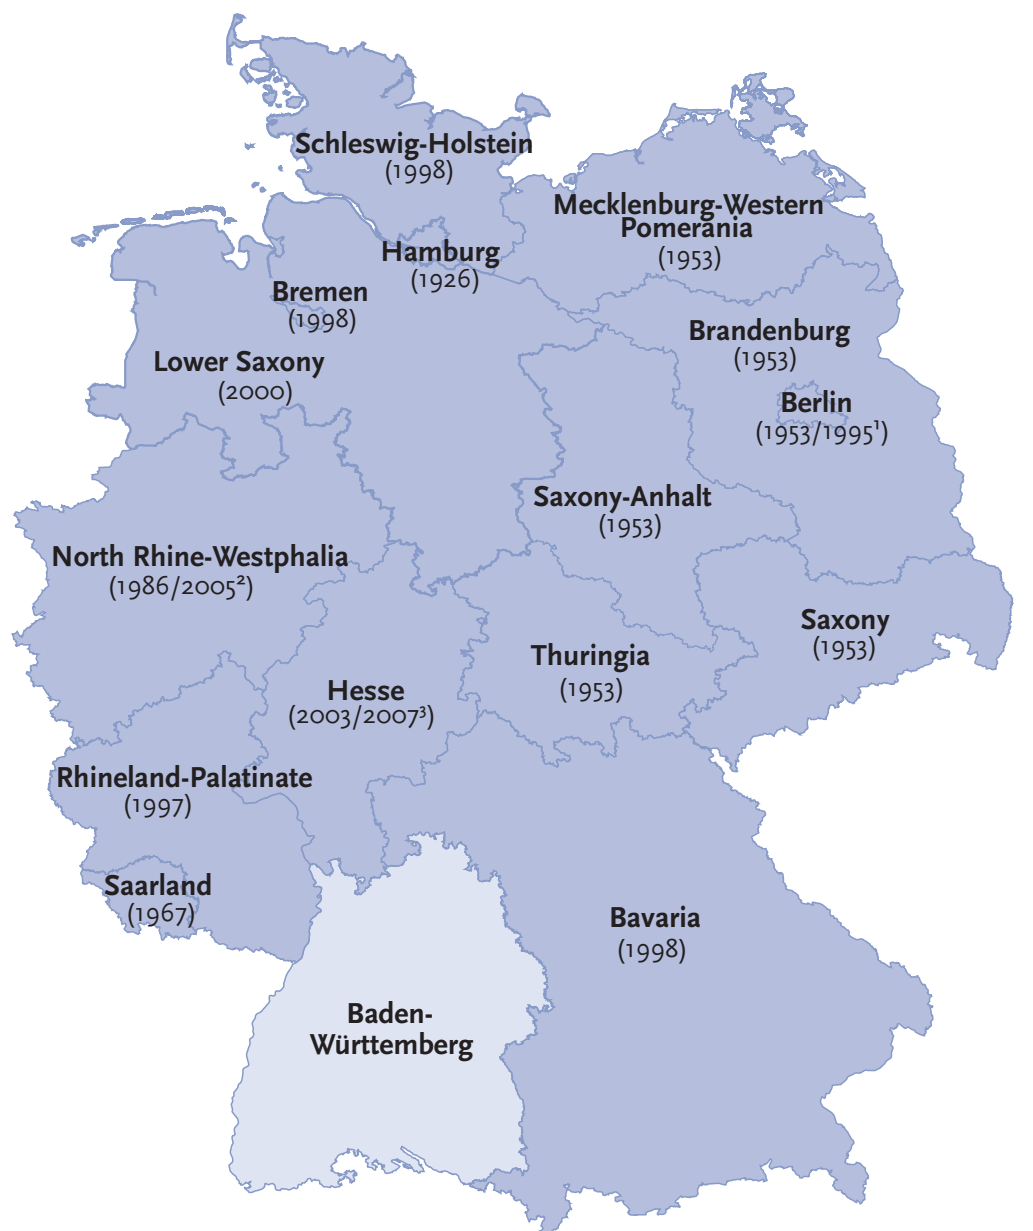 Schleswig-Holstein
(1998)
Mecklenburg-Western
Pomerania
(1953)
Hamburg
(1926)
Bremen
(1998)
Brandenburg
(1953)
Lower Saxony
(2000)
Berlin
(1953/1995¹)
Saxony-Anhalt
(1953)
North Rhine-Westphalia
(1986/2005²)
Saxony
(1953)
Thuringia
(1953)
Hesse
(2003/2007³)
Rhineland-Palatinate
(1997)
Saarland
(1967)
Bavaria
(1998)
Baden-
Württemberg